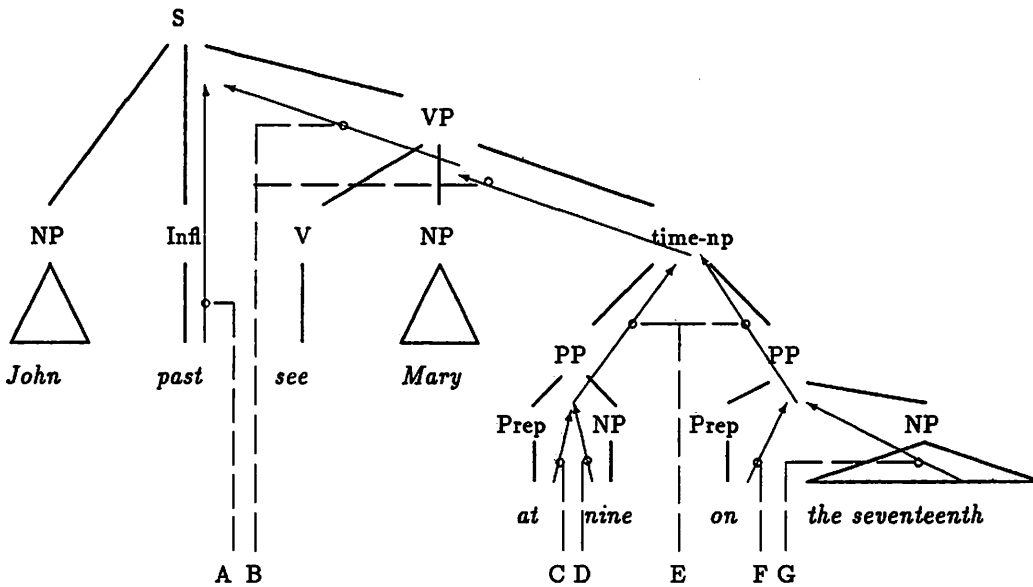 S
VP
NP Infl V NP time-np
PP PP
John past see Mary
Prep NP Prep NP
at nine on the seventeenth
A B C D E F G